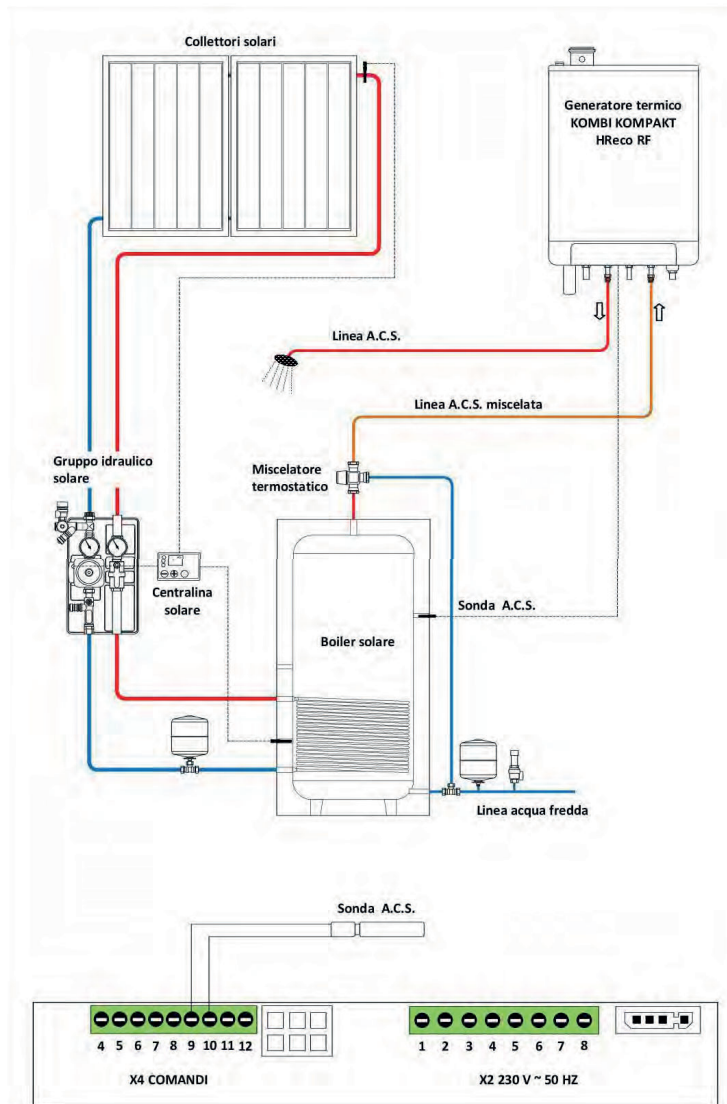 Collettori solari
Generatore termico
KOMBI KOMPAKT
HReco RF
Linea A.C.S.
Linea A.C.S. miscelata
Gruppo idraulico
solare
Miscelatore
termostatico
Centralina
solare
Sonda A.C.S.
Boiler solare
Linea acqua fredda
Sonda A.C.S.
4 5 6 7 8 9 10 11 12
1 2 3 4 5 6 7 8
X4 COMANDI
X2 230 V ~ 50 HZ